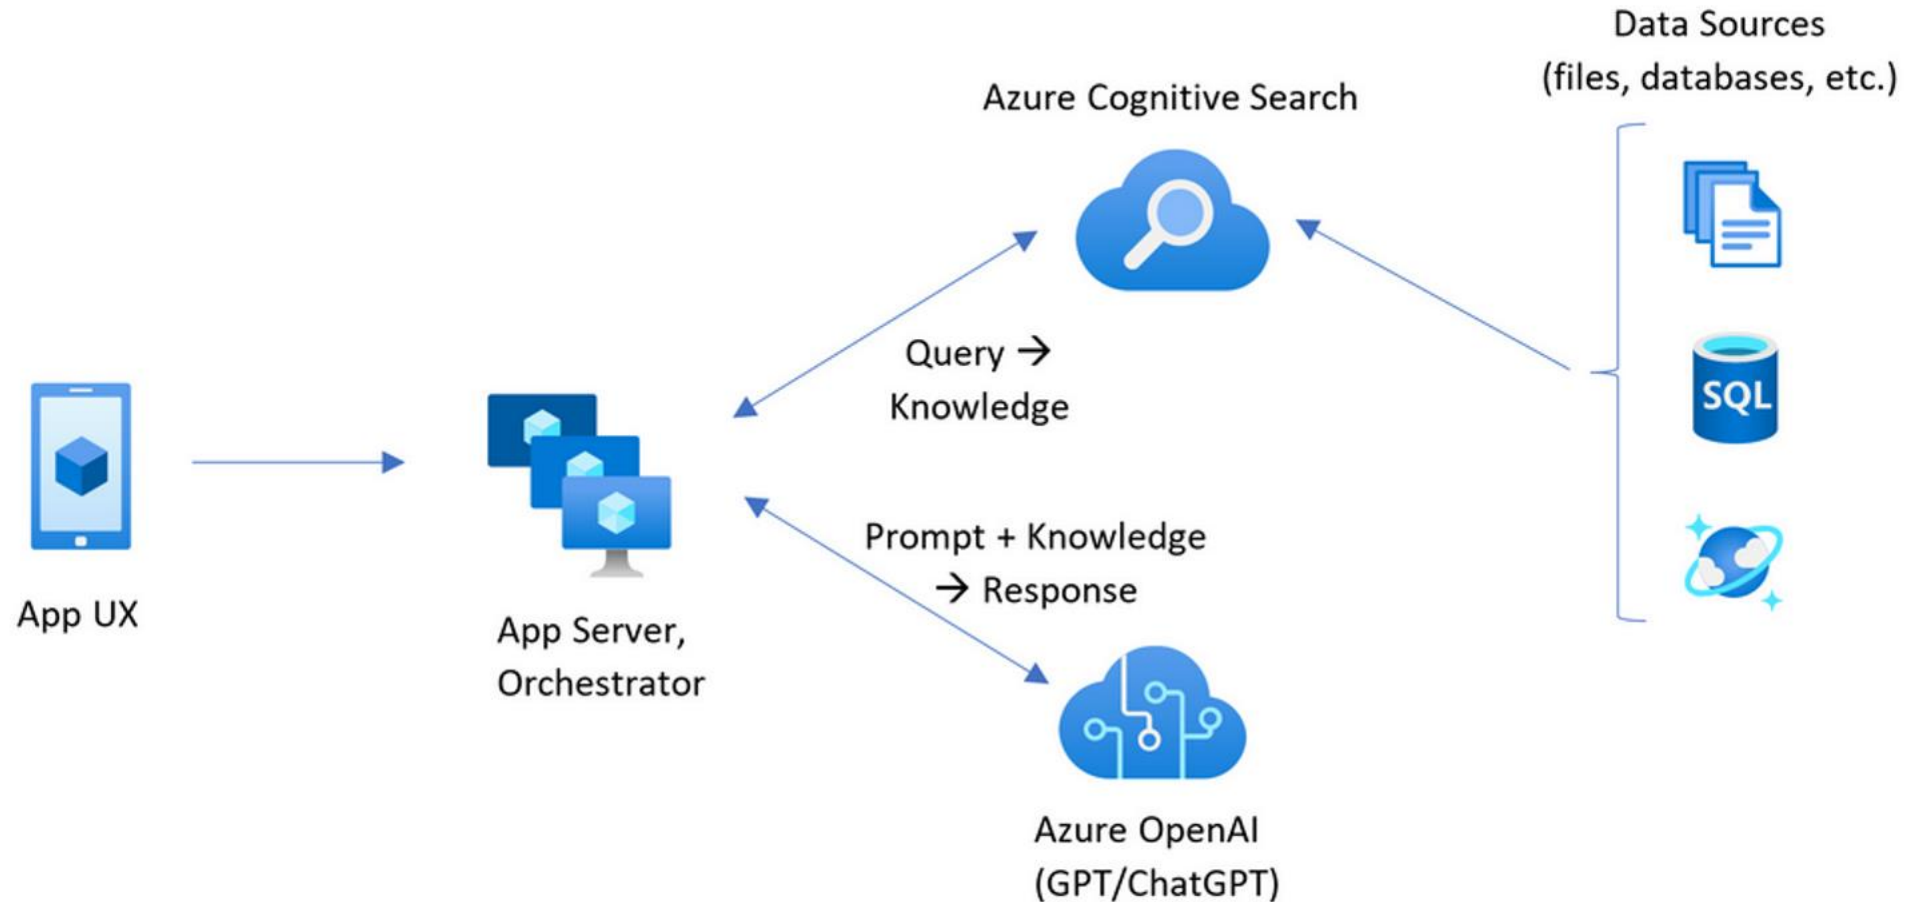 Data Sources
(files, databases, etc.)
Azure Cognitive Search
Query →
Knowledge
SQL
Prompt + Knowledge
→ Response
App UX
App Server,
Orchestrator
Azure OpenAI
(GPT/ChatGPT)